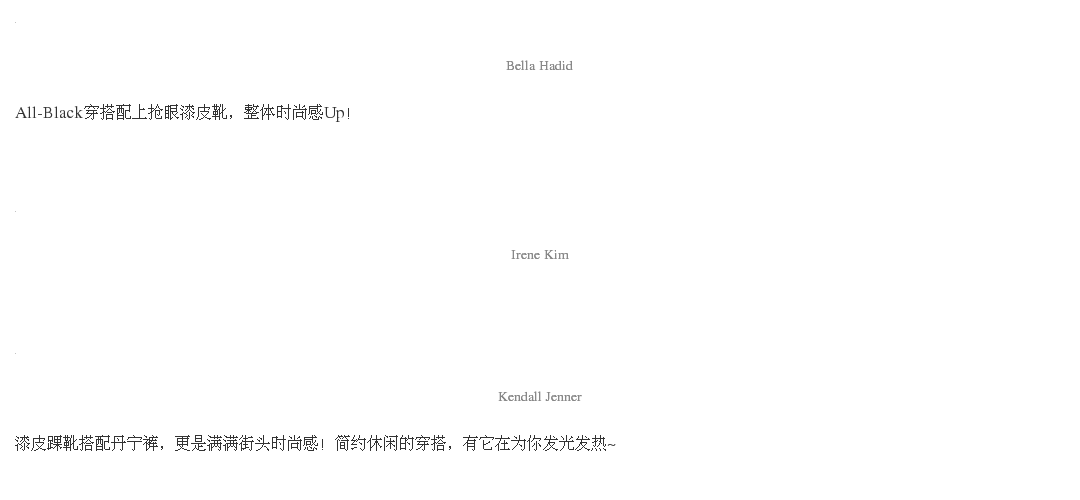 Bella Hadid
All-Black穿搭配上抢眼漆皮靴，整体时尚感Up！
Irene Kim
Kendall Jenner
漆皮踝靴搭配丹宁裤，更是满满街头时尚感！简约休闲的穿搭，有它在为你发光发热~